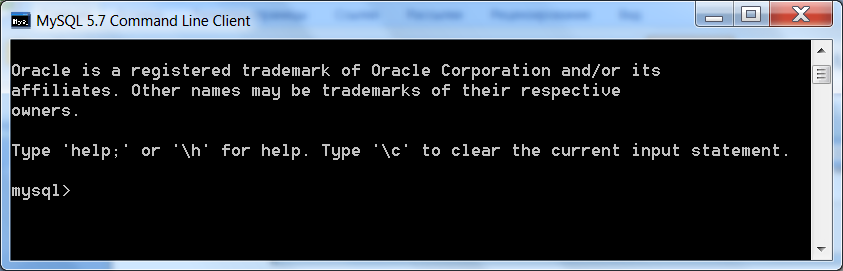 MySQL 5.7 Command Line Client
Oracle is a registered trademark of Oracle Corporation and/or its
affiliates. Other names may be trademarks of their respective
owners.
Type 'help;' or '\h' for help. Type '\c' to clear the current input statement.
mysql>